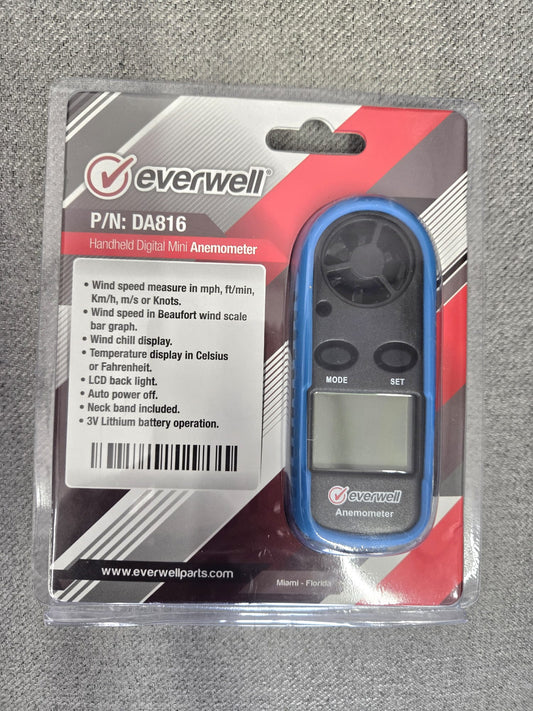 everwell
P/N: DA816
Handheld Digital Mini Anemometer
• Wind speed measure in mph, ft/min,
Km/h, m/s or Knots.
• Wind speed in Beaufort wind scale
bar graph.
• Wind chill display.
• Temperature display in Celsius
or Fahrenheit.
• LCD back light.
• Auto power off.
• Neck band included.
• 3V Lithium battery operation.
MODE
SET
everwell
Anemometer
www.everwellparts.com
Miami - Florida